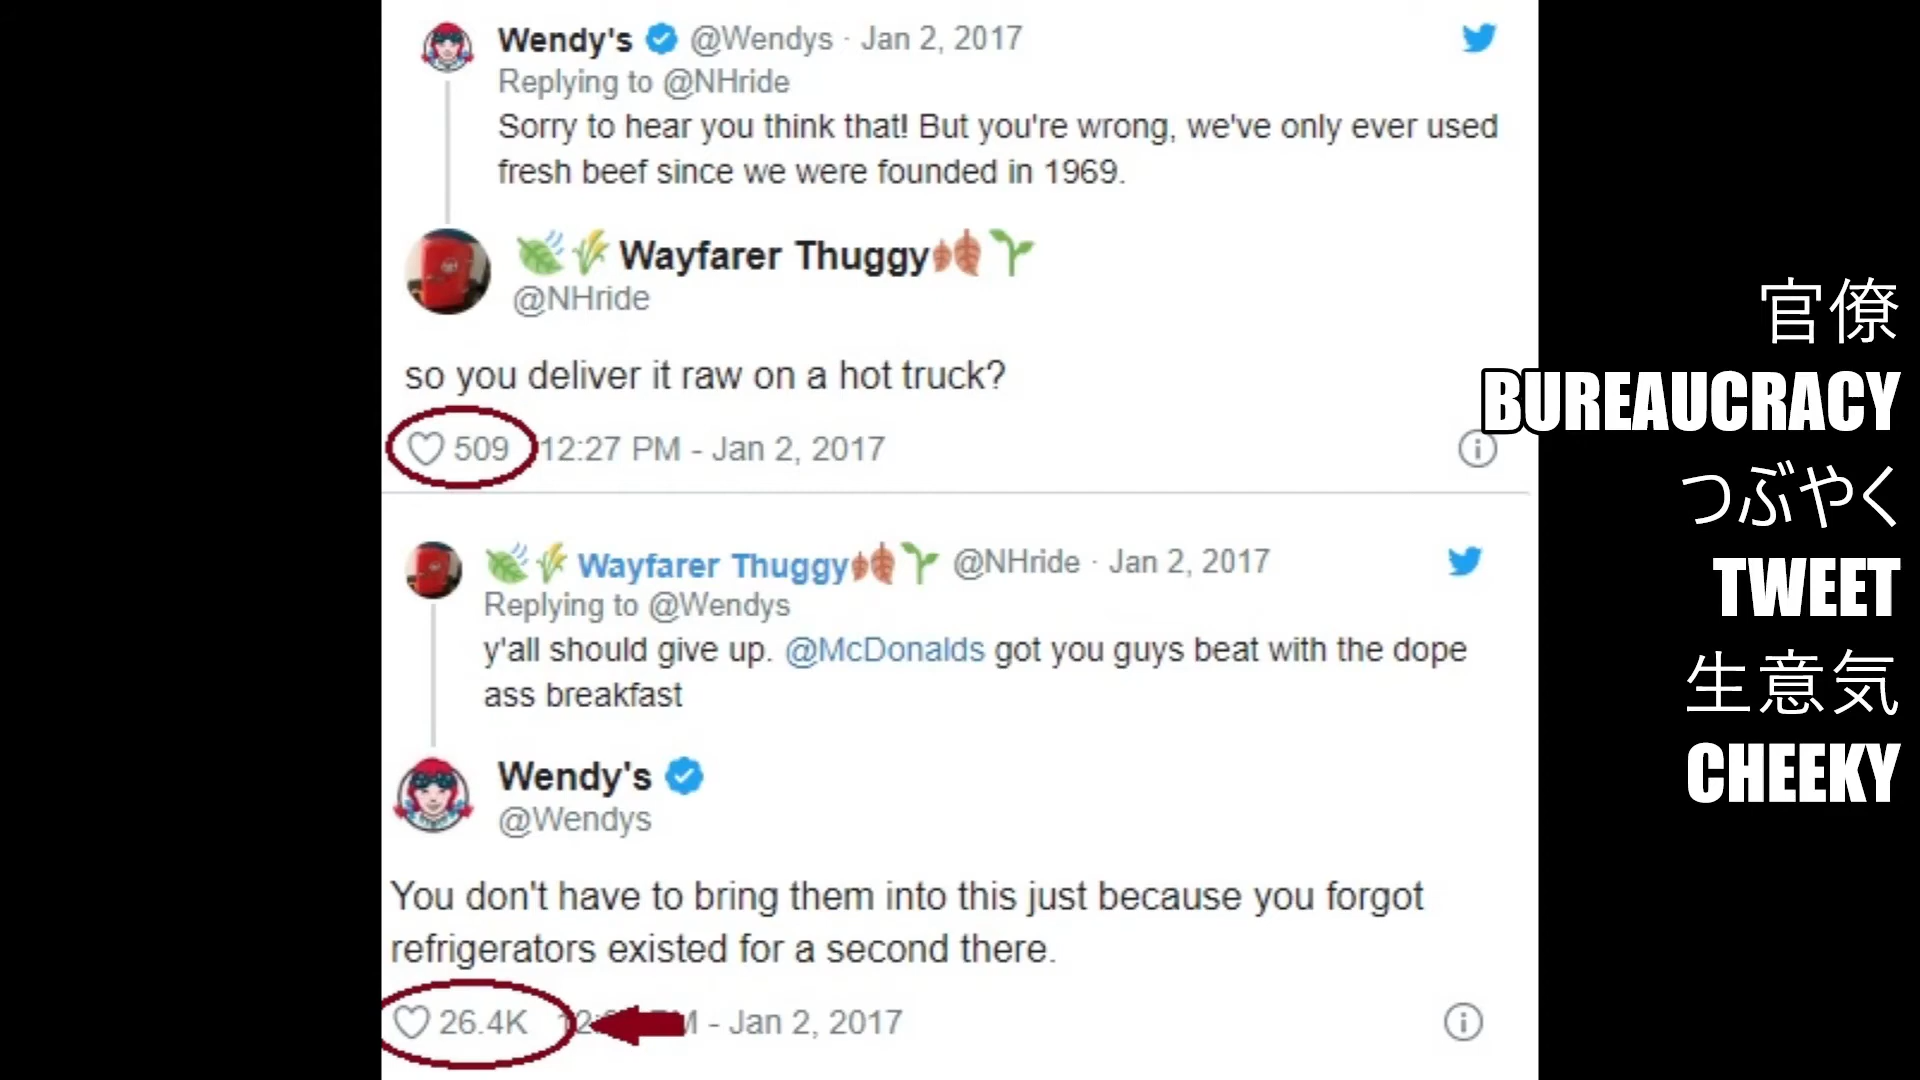 Wendy's @Wendys · Jan 2, 2017
Replying to @NHride
Sorry to hear you think that! But you're wrong, we've only ever used
fresh beef since we were founded in 1969.
Wayfarer Thuggy
@NHride
so you deliver it raw on a hot truck?
509 12:27 PM - Jan 2, 2017
Wayfarer Thuggy @NHride · Jan 2, 2017
Replying to @Wendys
y'all should give up. @McDonalds got you guys beat with the dope
ass breakfast
Wendy's
@Wendys
You don't have to bring them into this just because you forgot
refrigerators existed for a second there.
26.4K - Jan 2, 2017
官僚
BUREAUCRACY
つぶやく
TWEET
生意気
CHEEKY